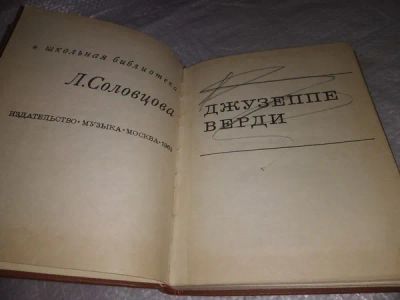 школьная библиотека
Л. Соловцова
ИЗДАТЕЛЬСТВО • МУЗЫКА • МОСКВА •
ДЖУЗЕППЕ
ВЕРДИ